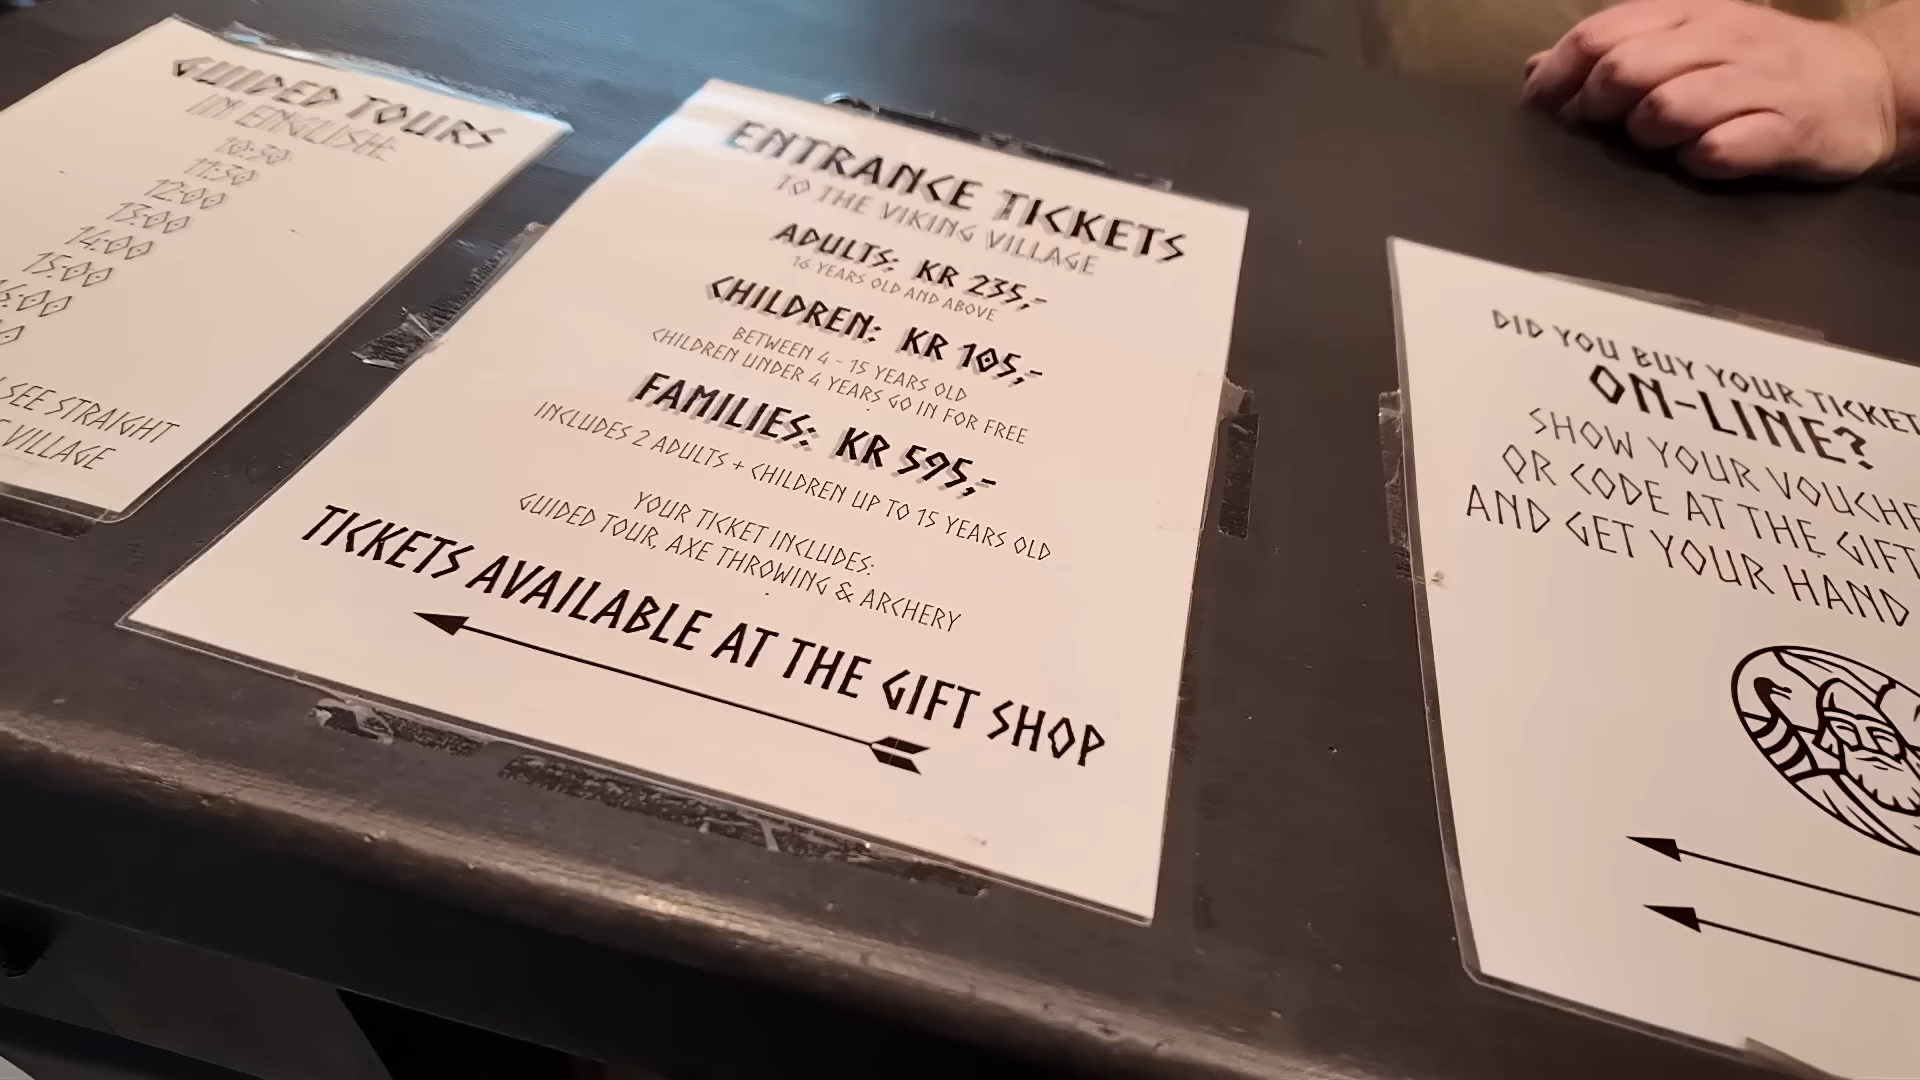 GUIDED TOURS
IN ENGLISH:
10:30
11:30
12:00
13:00
14:00
15:00
SEE STRAIGHT
VILLAGE
ENTRANCE TICKETS
TO THE VIKING VILLAGE
ADULTS: KR 235,-
16 YEARS OLD AND ABOVE
CHILDREN: KR 105,-
BETWEEN 4 - 15 YEARS OLD
CHILDREN UNDER 4 YEARS GO IN FOR FREE
FAMILIES: KR 595,-
INCLUDES 2 ADULTS + CHILDREN UP TO 15 YEARS OLD
YOUR TICKET INCLUDES:
GUIDED TOUR, AXE THROWING & ARCHERY
TICKETS AVAILABLE AT THE GIFT SHOP
DID YOU BUY YOUR TICKET
ON-LINE?
SHOW YOUR VOUCHE
QR CODE AT THE GIFT
AND GET YOUR HAND